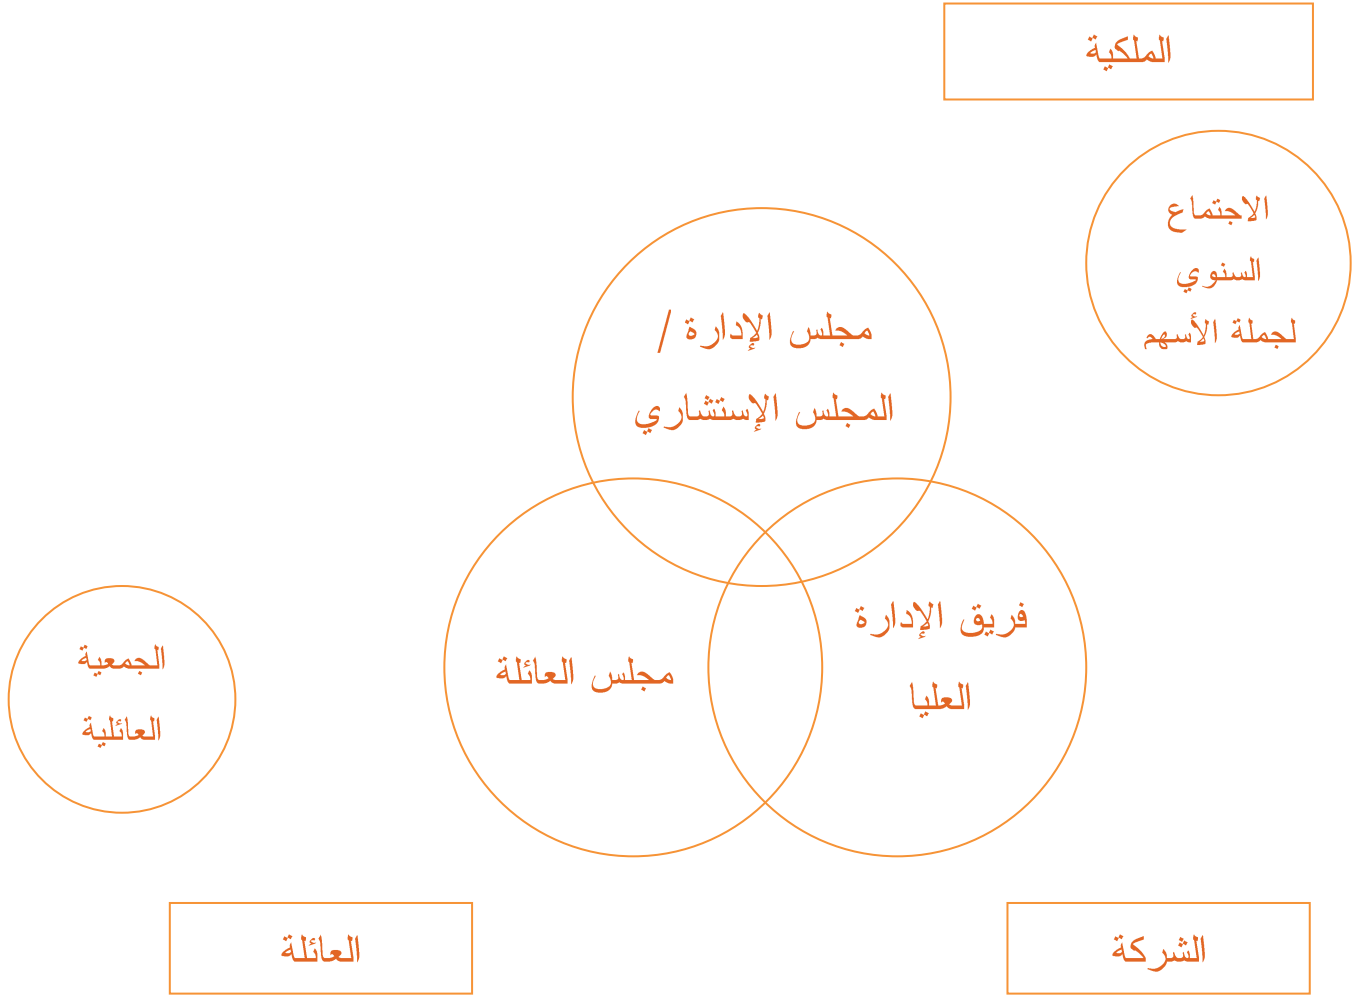 الملكية
الاجتماع
السنوي
لجملة الأسهم
مجلس الإدارة /
المجلس الإستشاري
فريق الإدارة
العليا
مجلس العائلة
الجمعية
العائلية
الشركة
العائلة